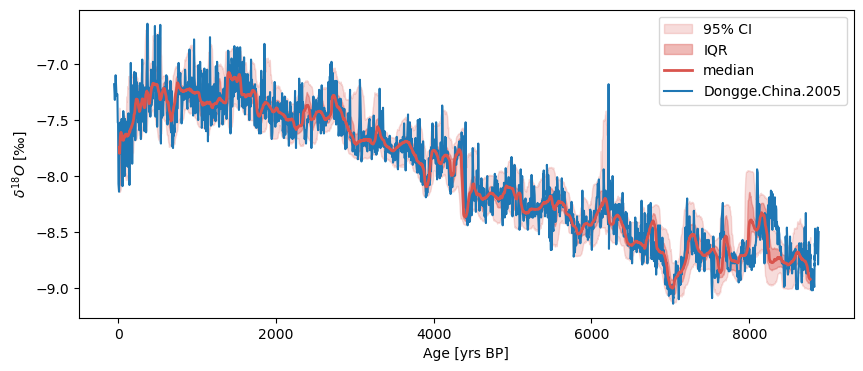 95% CI
IQR
median
Dongge.China.2005
−7.0
−7.5
−8.0
−8.5
−9.0
δ¹⁸O [‰]
0 2000 4000 6000 8000
Age [yrs BP]